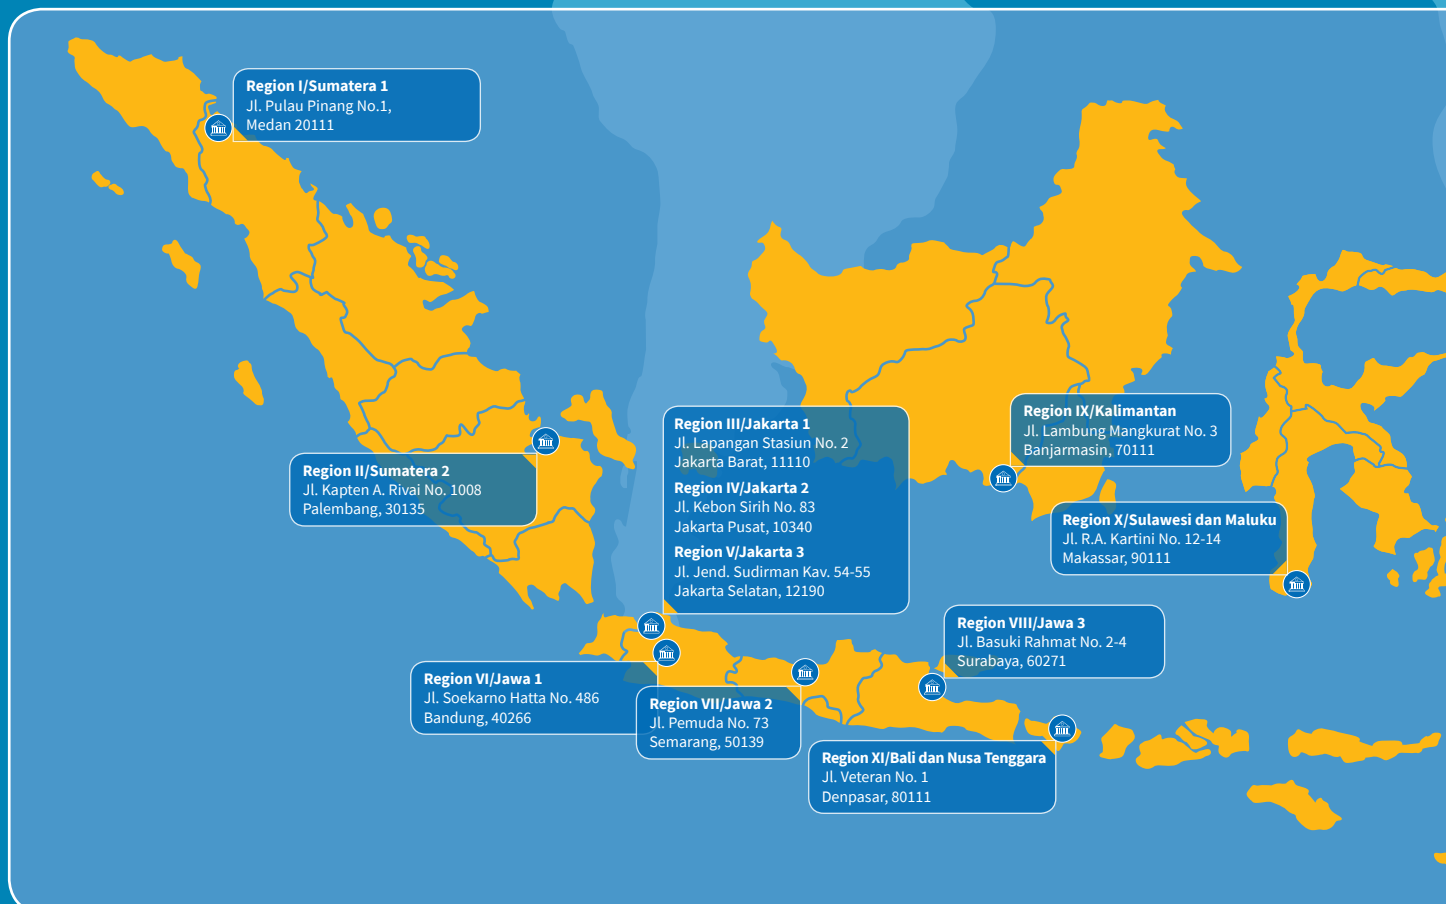 Region I/Sumatera 1
Jl. Pulau Pinang No.1,
Medan 20111
Region II/Sumatera 2
Jl. Kapten A. Rivai No. 1008
Palembang, 30135
Region III/Jakarta 1
Jl. Lapangan Stasiun No. 2
Jakarta Barat, 11110
Region IV/Jakarta 2
Jl. Kebon Sirih No. 83
Jakarta Pusat, 10340
Region V/Jakarta 3
Jl. Jend. Sudirman Kav. 54-55
Jakarta Selatan, 12190
Region IX/Kalimantan
Jl. Lambung Mangkurat No. 3
Banjarmasin, 70111
Region X/Sulawesi dan Maluku
Jl. R.A. Kartini No. 12-14
Makassar, 90111
Region VIII/Jawa 3
Jl. Basuki Rahmat No. 2-4
Surabaya, 60271
Region VI/Jawa 1
Jl. Soekarno Hatta No. 486
Bandung, 40266
Region VII/Jawa 2
Jl. Pemuda No. 73
Semarang, 50139
Region XI/Bali dan Nusa Tenggara
Jl. Veteran No. 1
Denpasar, 80111